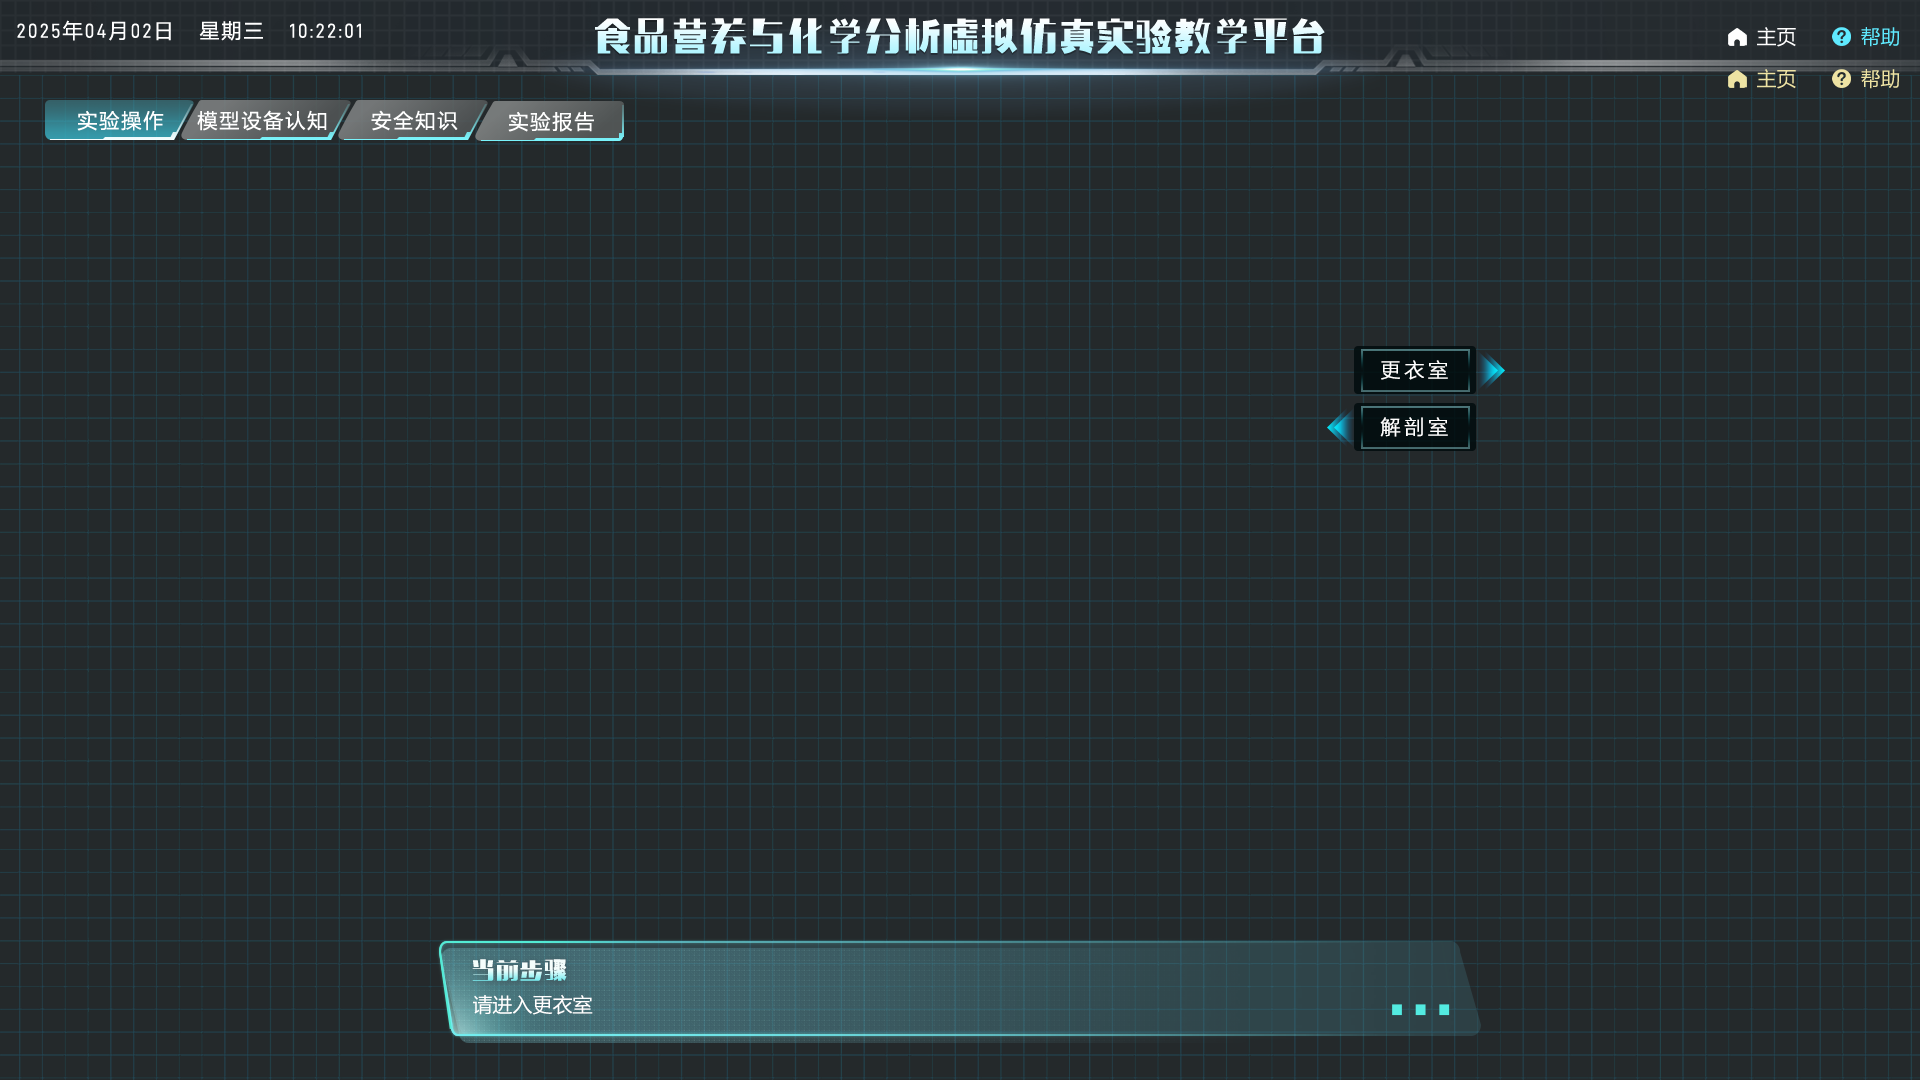 2025年04月02日 星期三 10:22:01
食品营养与化学分析虚拟仿真实验教学平台
主页 帮助
主页 帮助
实验操作 模型设备认知 安全知识 实验报告
更衣室
解剖室
当前步骤
请进入更衣室